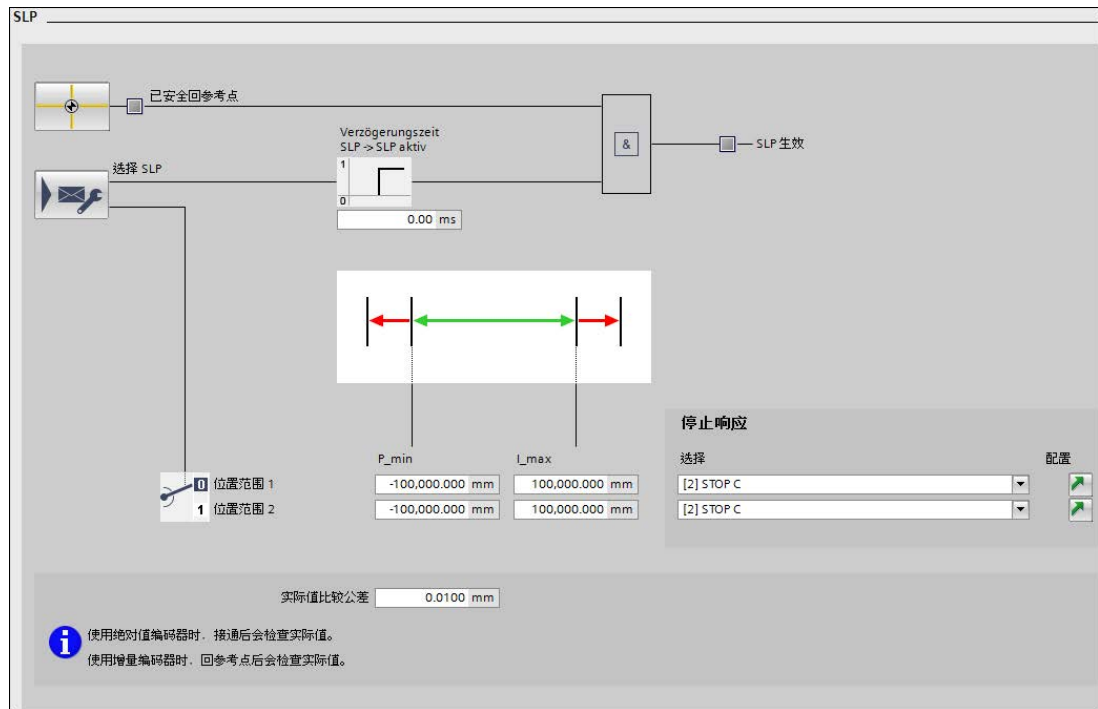 SLP
已安全回参考点
Verzögerungszeit
SLP -> SLP aktiv
&
SLP 生效
选择 SLP
1
0
0.00 ms
停止响应
P_min I_max 选择 配置
0 位置范围 1 -100,000.000 mm 100,000.000 mm [2] STOP C
1 位置范围 2 -100,000.000 mm 100,000.000 mm [2] STOP C
实际值比较公差 0.0100 mm
i
使用绝对值编码器时，接通后会检查实际值。
使用增量编码器时，回参考点后会检查实际值。